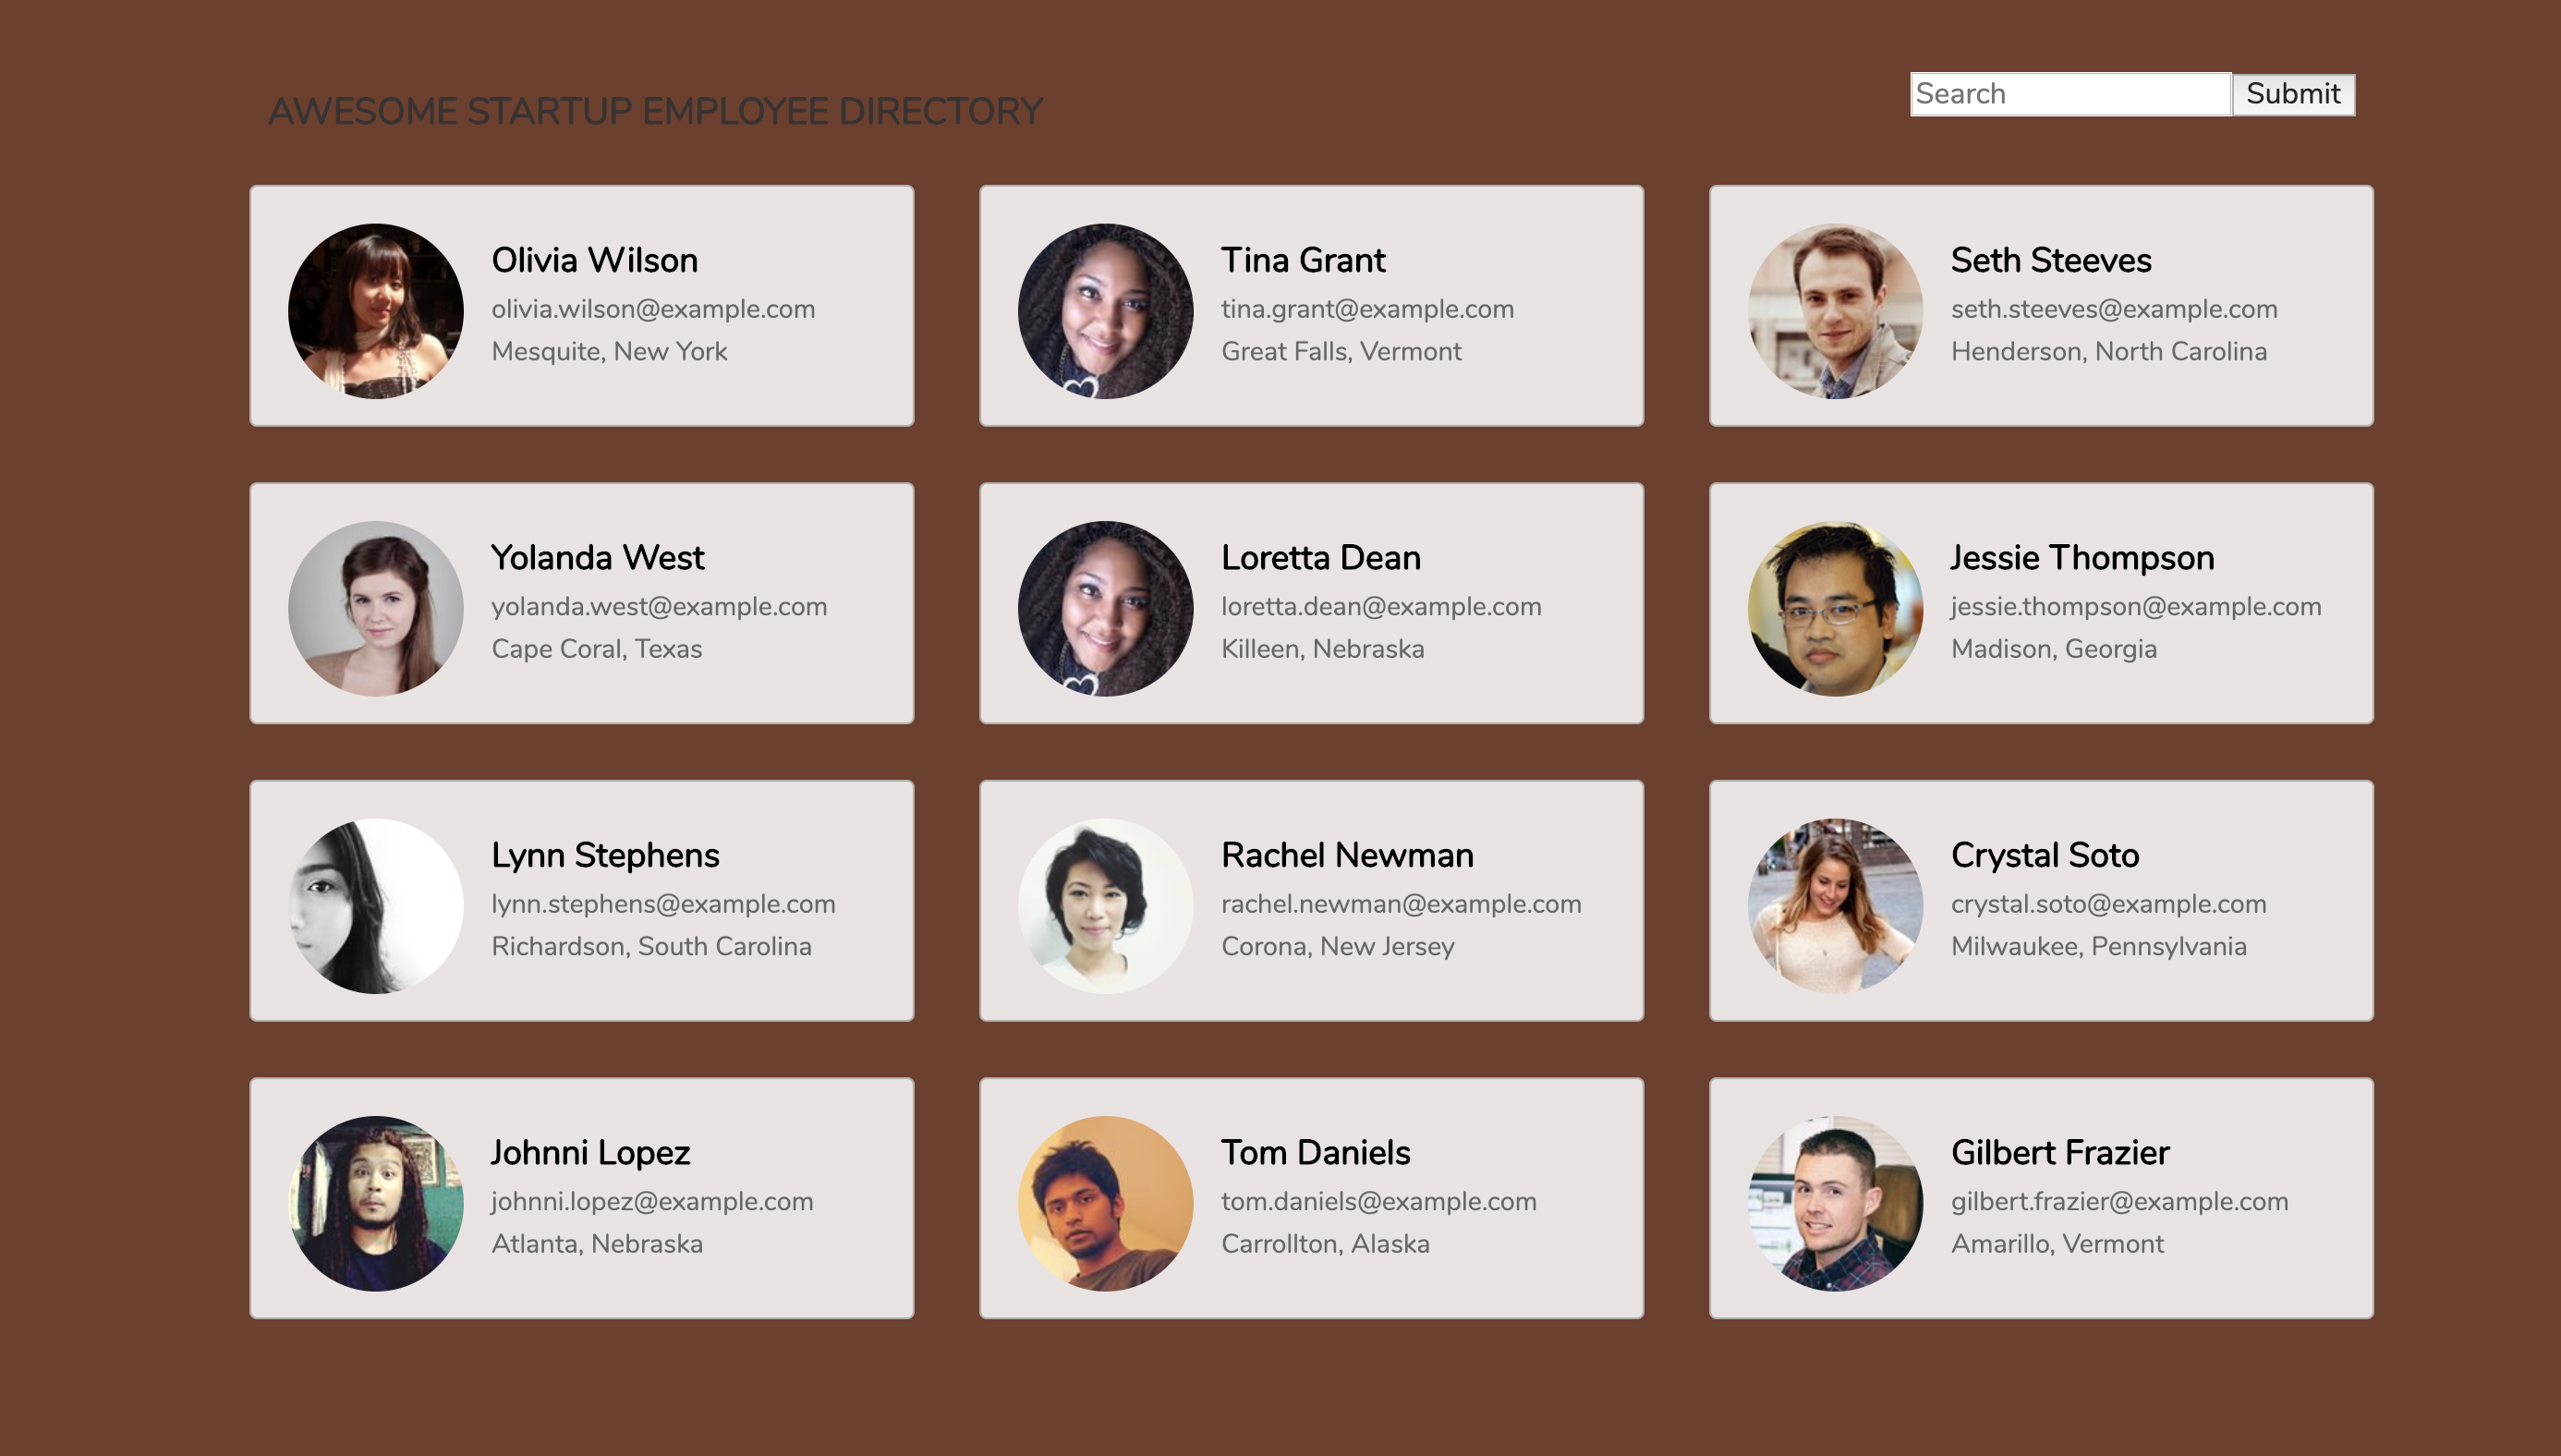 AWESOME STARTUP EMPLOYEE DIRECTORY
Search
Submit
Olivia Wilson
olivia.wilson@example.com
Mesquite, New York
Tina Grant
tina.grant@example.com
Great Falls, Vermont
Seth Steeves
seth.steeves@example.com
Henderson, North Carolina
Yolanda West
yolanda.west@example.com
Cape Coral, Texas
Loretta Dean
loretta.dean@example.com
Killeen, Nebraska
Jessie Thompson
jessie.thompson@example.com
Madison, Georgia
Lynn Stephens
lynn.stephens@example.com
Richardson, South Carolina
Rachel Newman
rachel.newman@example.com
Corona, New Jersey
Crystal Soto
crystal.soto@example.com
Milwaukee, Pennsylvania
Johnni Lopez
johnni.lopez@example.com
Atlanta, Nebraska
Tom Daniels
tom.daniels@example.com
Carrollton, Alaska
Gilbert Frazier
gilbert.frazier@example.com
Amarillo, Vermont